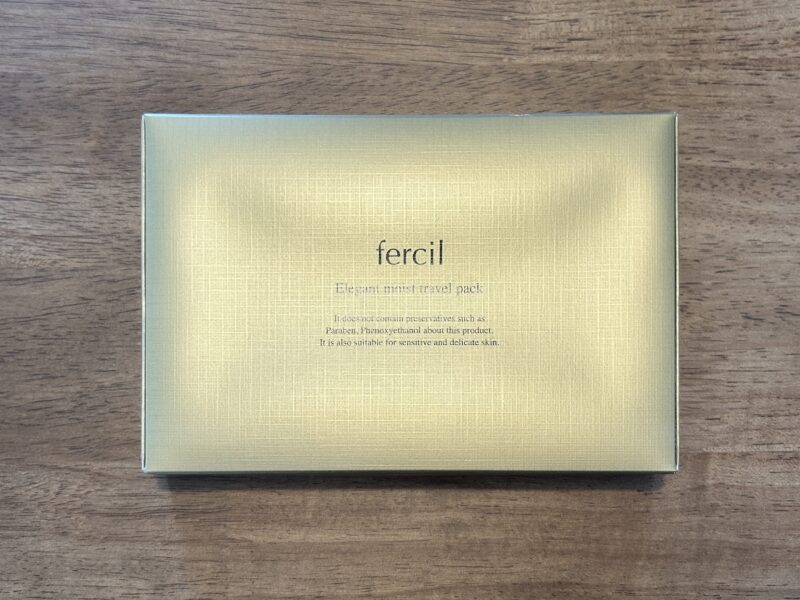 fercil
Elegant moist travel pack
It does not contain preservatives such as
Paraben, Phenoxyethanol about this product.
It is also suitable for sensitive and delicate skin.